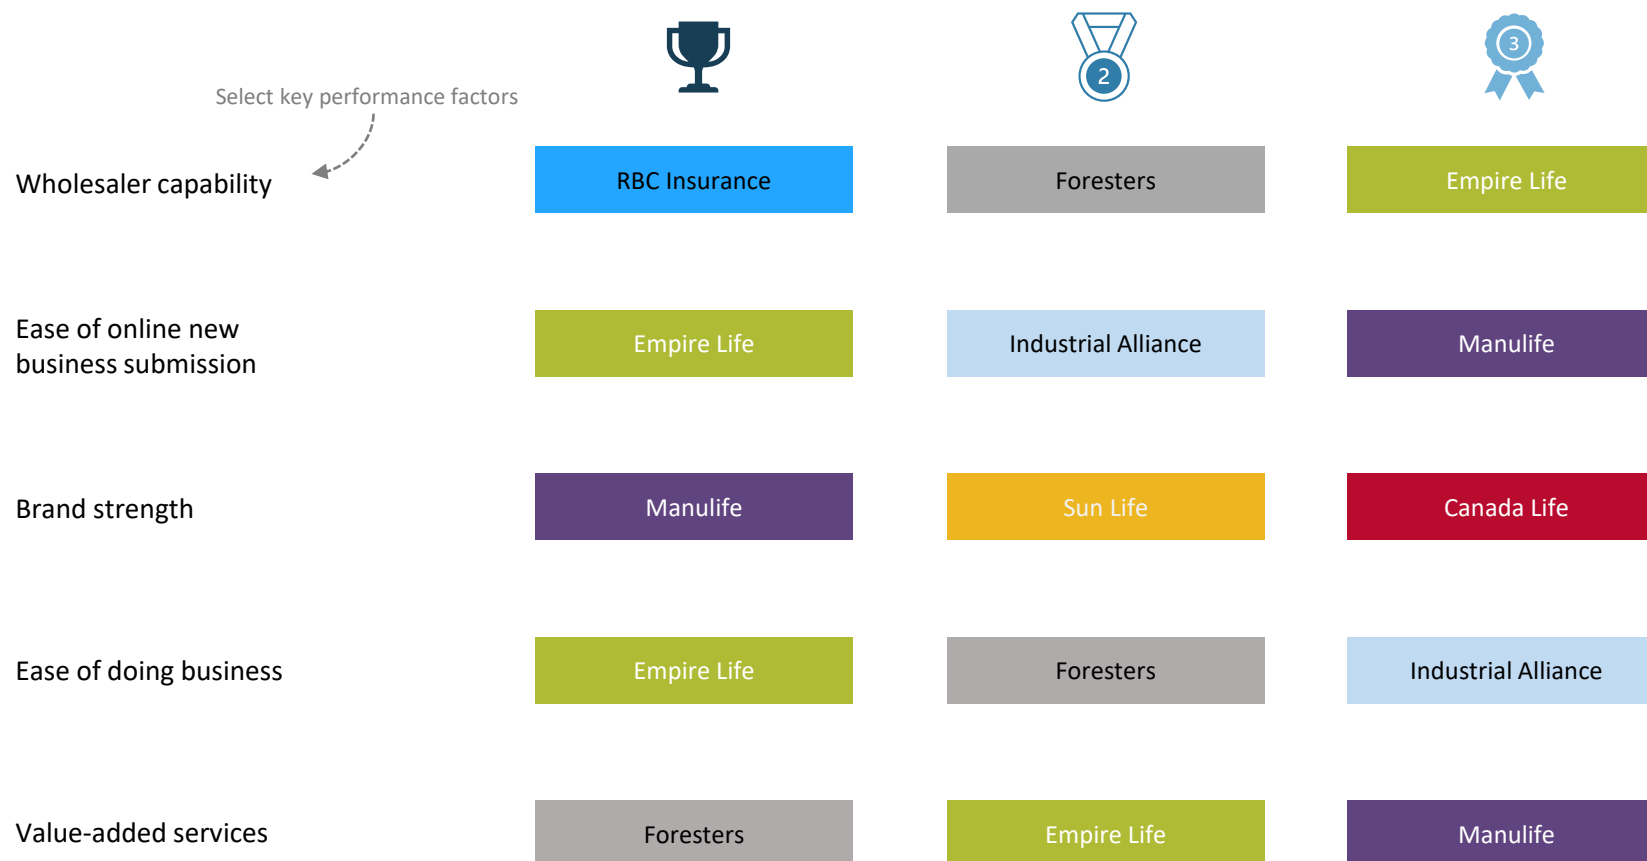 2
3
Select key performance factors
Wholesaler capability
RBC Insurance
Foresters
Empire Life
Ease of online new
business submission
Empire Life
Industrial Alliance
Manulife
Brand strength
Manulife
Sun Life
Canada Life
Ease of doing business
Empire Life
Foresters
Industrial Alliance
Value-added services
Foresters
Empire Life
Manulife